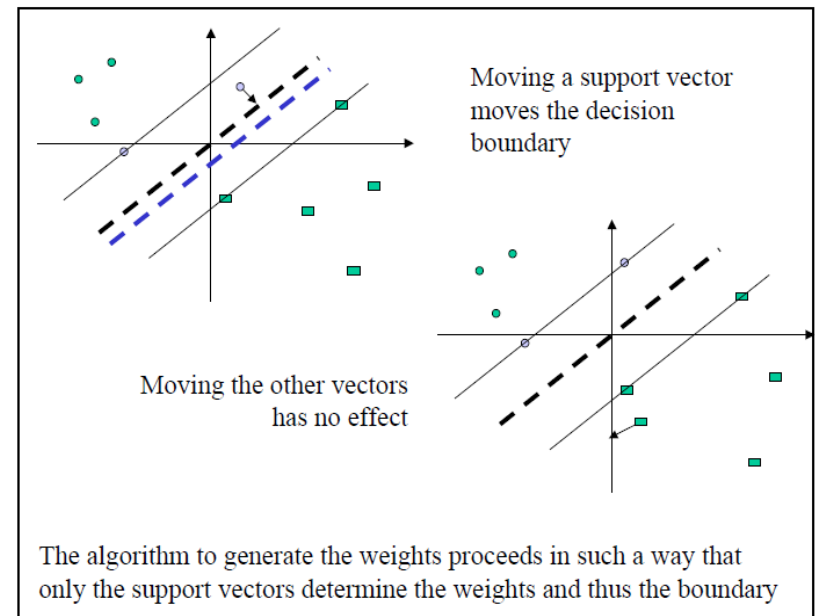 Moving a support vector
moves the decision
boundary
Moving the other vectors
has no effect
The algorithm to generate the weights proceeds in such a way that
only the support vectors determine the weights and thus the boundary